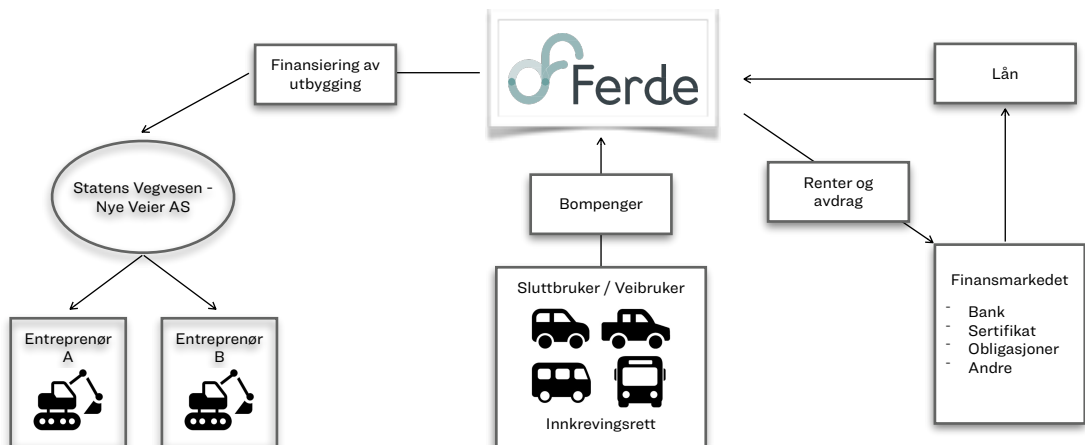 Finansiering av
utbygging
Ferde
Lån
Statens Vegvesen -
Nye Veier AS
Bompenger
Renter og
avdrag
Entreprenør
A
Entreprenør
B
Sluttbruker / Veibruker
Innkrevingsrett
Finansmarkedet
- Bank
- Sertifikat
- Obligasjoner
- Andre